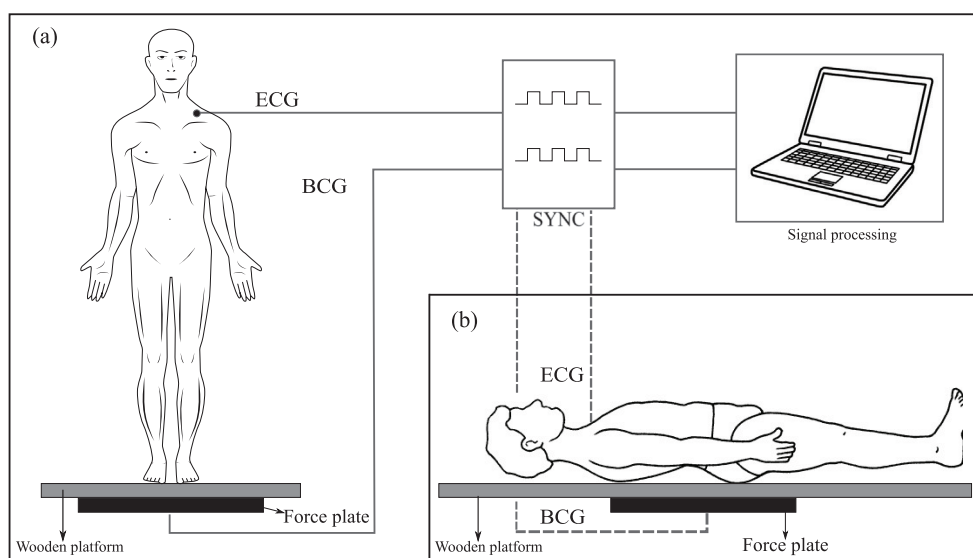 (a)
ECG
BCG
SYNC
Signal processing
Force plate
Wooden platform
(b)
ECG
BCG
Wooden platform
Force plate